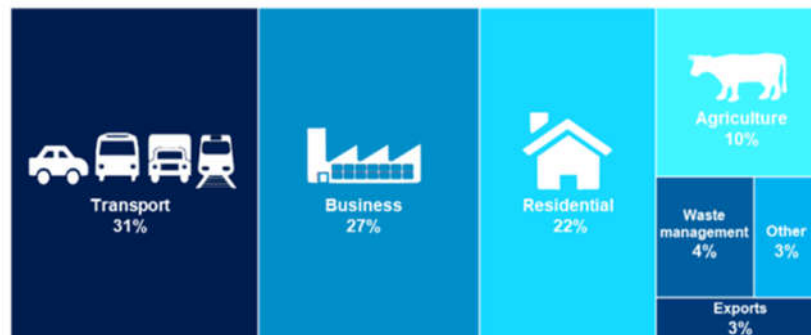 Transport
31%
Business
27%
Residential
22%
Agriculture
10%
Waste
management
4%
Other
3%
Exports
3%